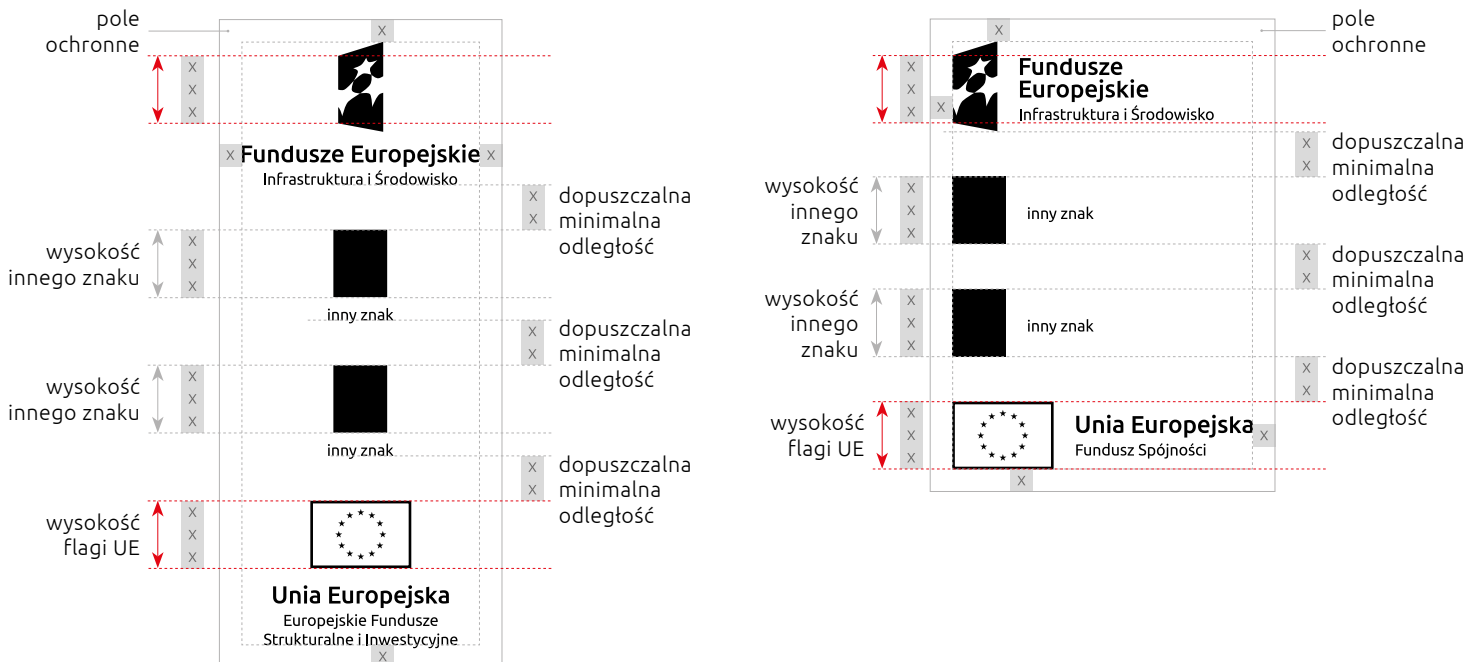 pole
ochronne
X
X
X
X
X
Fundusze Europejskie
X
Infrastruktura i Środowisko
X
X
dopuszczalna
minimalna
odległość
wysokość
innego znaku
X
X
X
inny znak
X
X
dopuszczalna
minimalna
odległość
wysokość
innego znaku
X
X
X
inny znak
X
X
dopuszczalna
minimalna
odległość
wysokość
flagi UE
X
X
X
Unia Europejska
Europejskie Fundusze
Strukturalne i Inwestycyjne
X
pole
ochronne
X
X
X
X
X
Fundusze
Europejskie
Infrastruktura i Środowisko
X
X
dopuszczalna
minimalna
odległość
wysokość
innego
znaku
X
X
X
inny znak
X
X
dopuszczalna
minimalna
odległość
wysokość
innego
znaku
X
X
X
inny znak
X
X
dopuszczalna
minimalna
odległość
wysokość
flagi UE
X
X
X
Unia Europejska
Fundusz Spójności
X
X